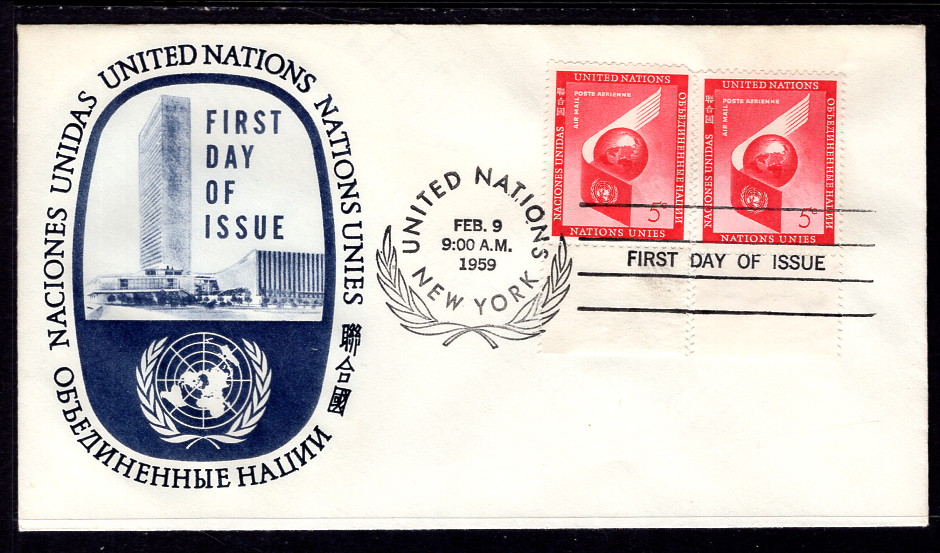 UNITED NATIONS
NATIONS UNIES
聯合國
ОБЪЕДИНЕННЫЕ НАЦИИ
NACIONES UNIDAS
FIRST
DAY
OF
ISSUE
UNITED NATIONS
FEB. 9
9:00 A.M.
1959
NEW YORK
UNITED NATIONS
POSTE AERIENNE
AIR MAIL
聯合國
NACIONES UNIDAS
ОБЪЕДИНЕННЫЕ НАЦИИ
5c
NATIONS UNIES
UNITED NATIONS
POSTE AERIENNE
AIR MAIL
聯合國
NACIONES UNIDAS
ОБЪЕДИНЕННЫЕ НАЦИИ
5c
NATIONS UNIES
FIRST DAY OF ISSUE